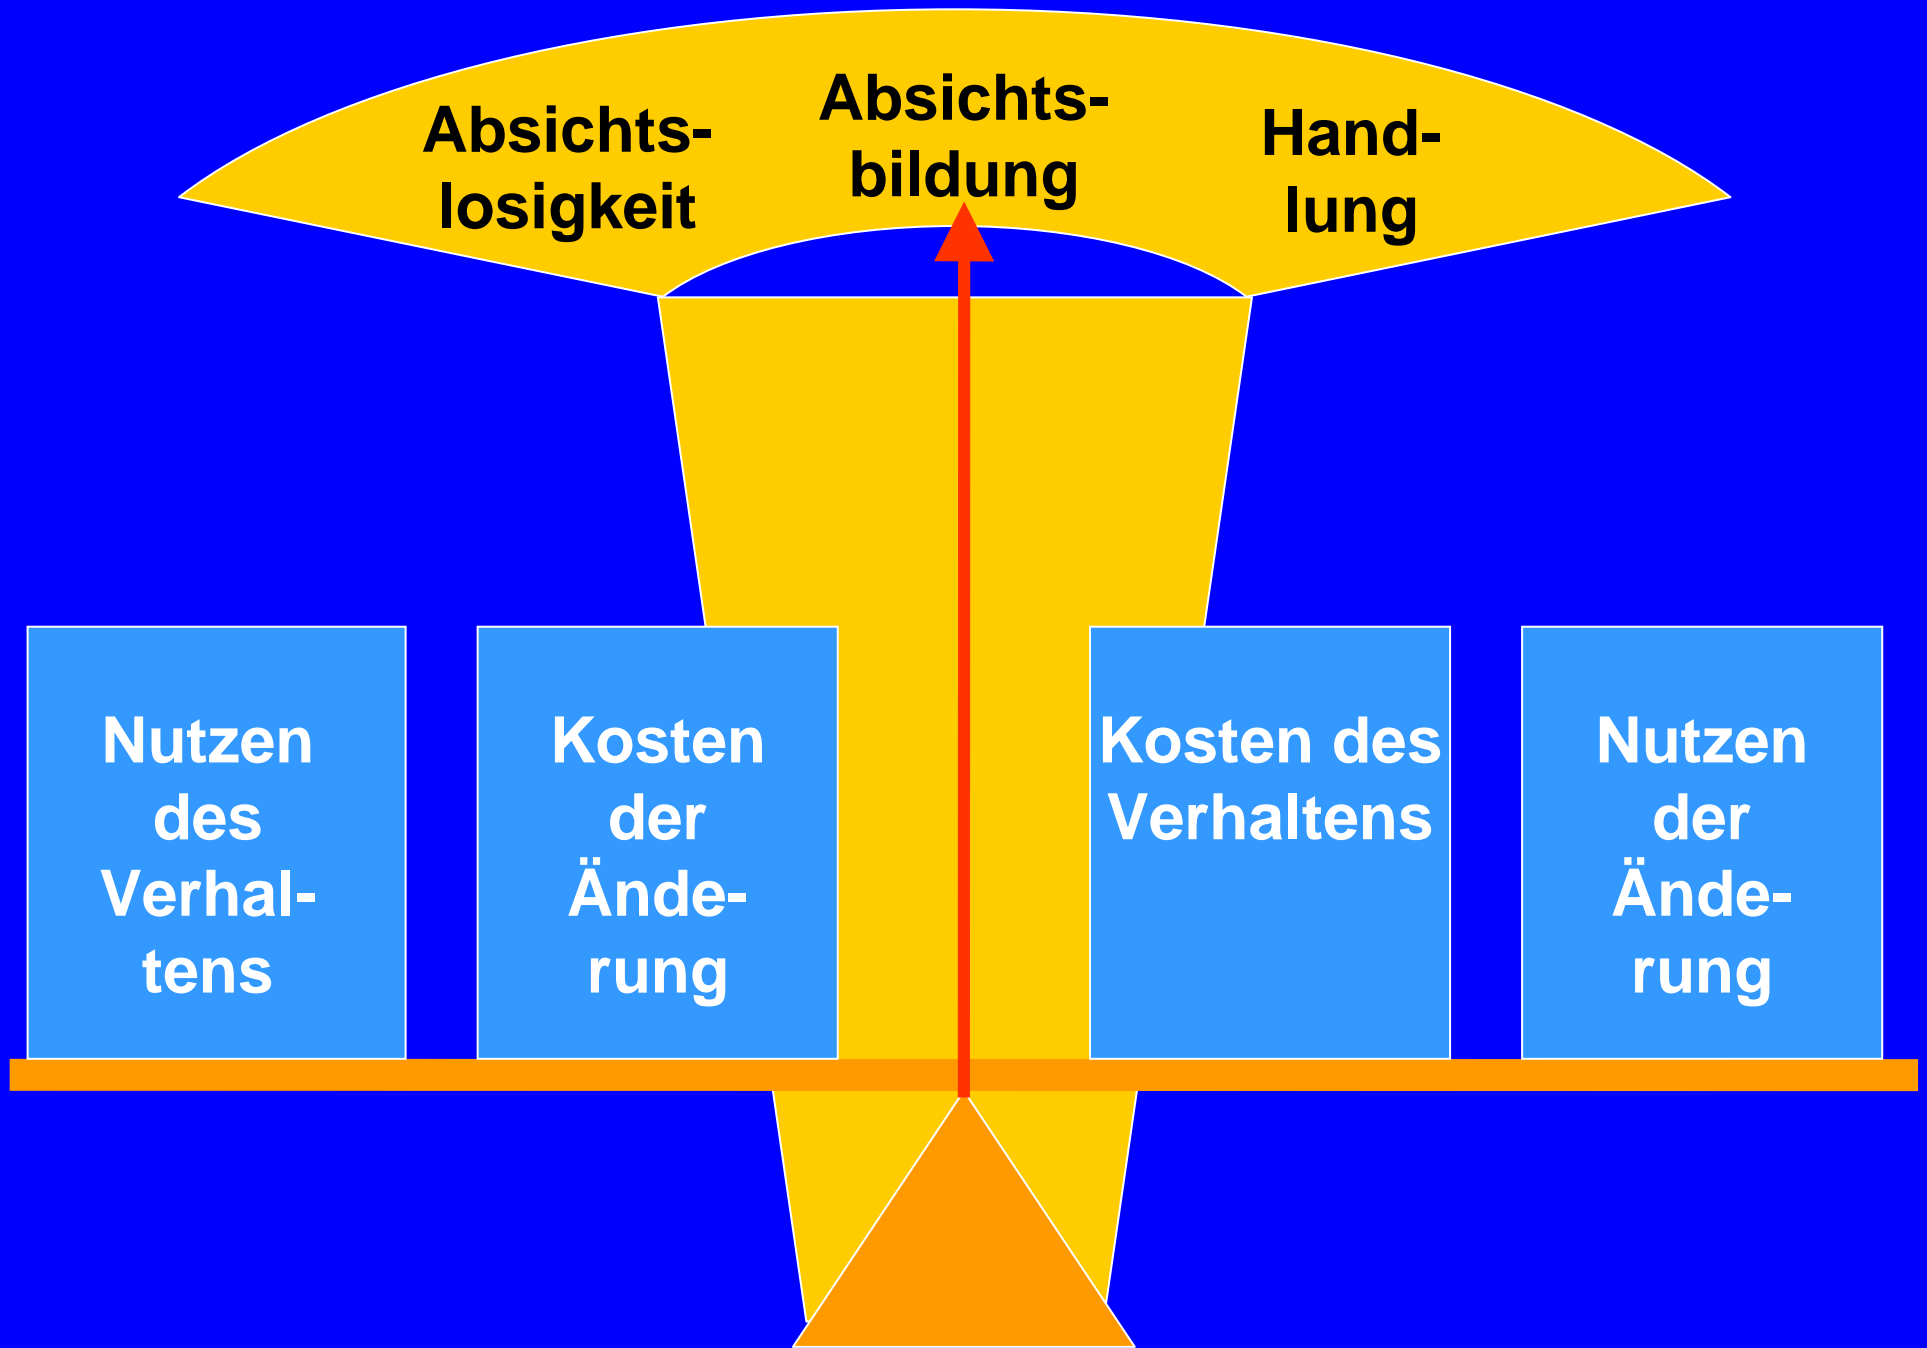 Absichts-
losigkeit
Absichts-
bildung
Hand-
lung
Nutzen
des
Verhal-
tens
Kosten
der
Ände-
rung
Kosten des
Verhaltens
Nutzen
der
Ände-
rung